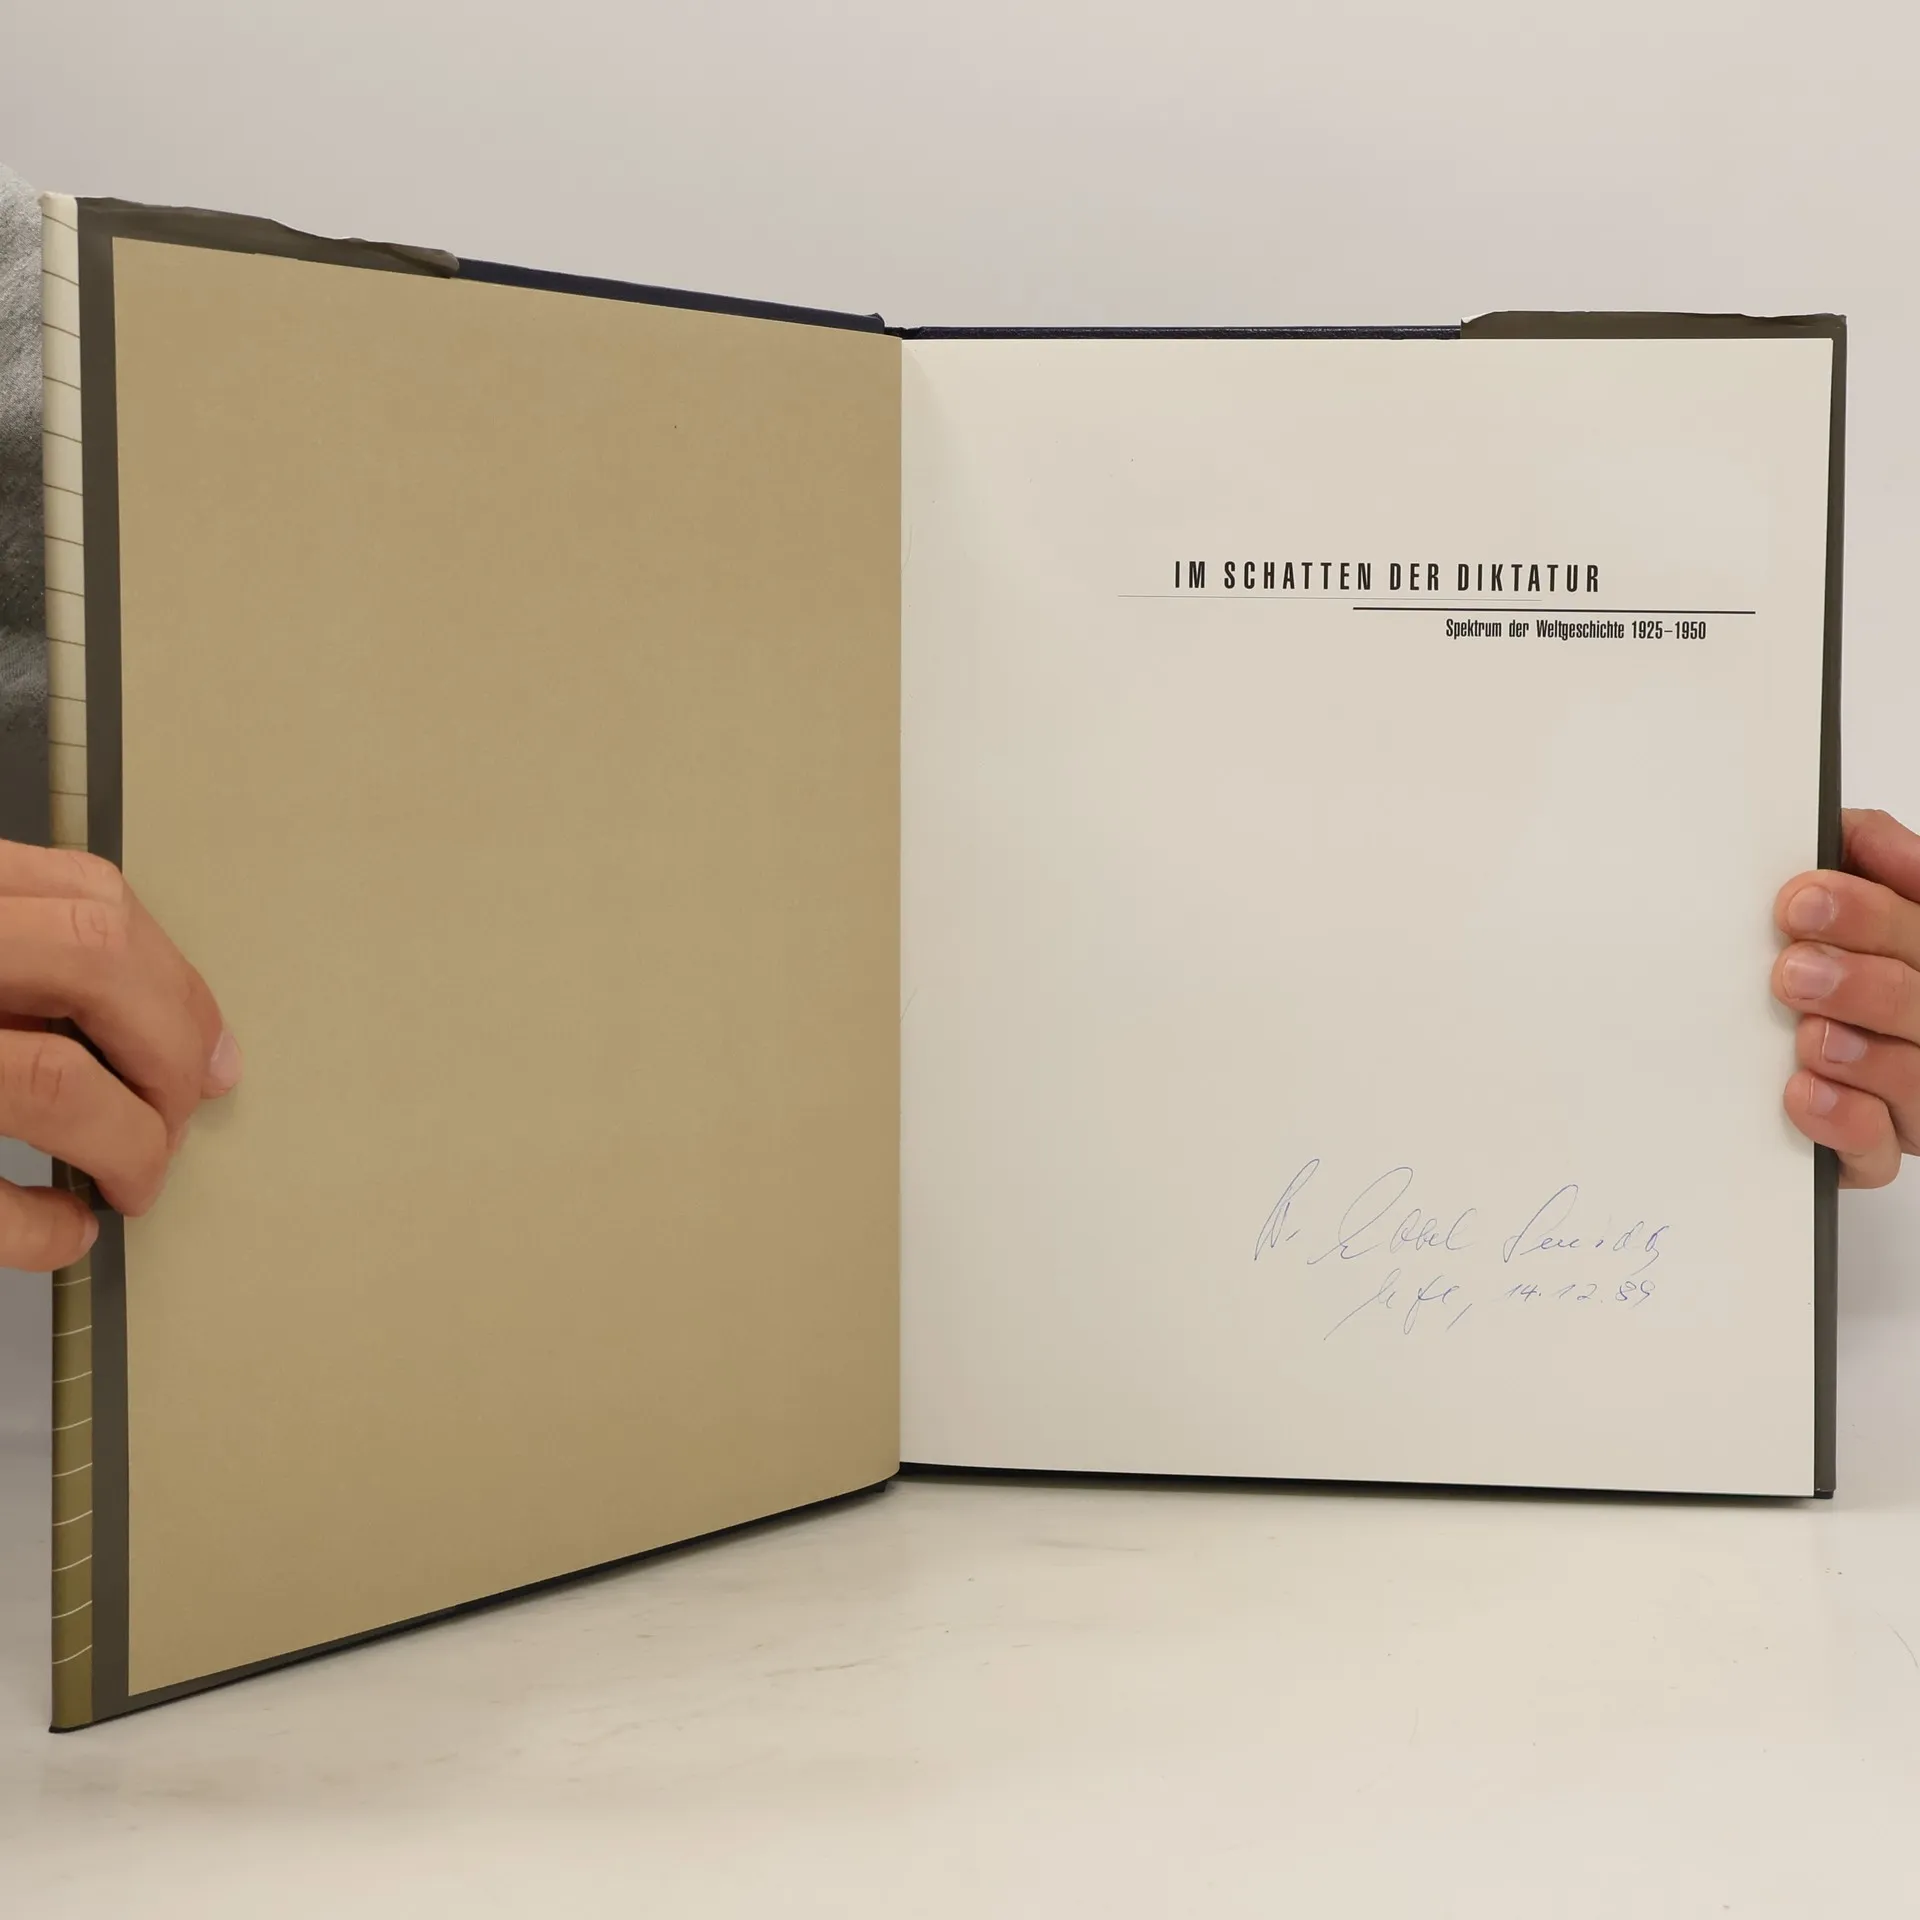 IM SCHATTEN DER DIKTATUR
Spektrum der Weltgeschichte 1925–1950
14.12.89